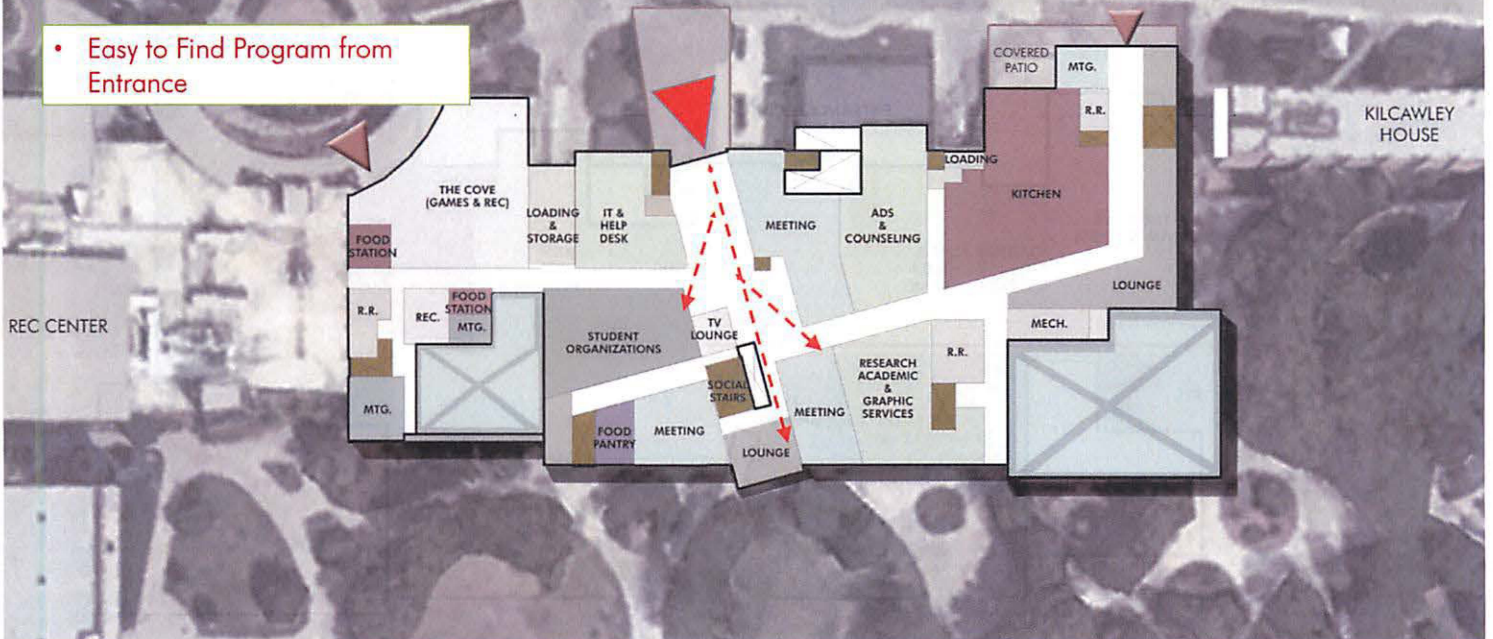 • Easy to Find Program from
Entrance
COVERED
PATIO
MTG.
R.R.
KILCAWLEY
HOUSE
LOADING
THE COVE
(GAMES & REC)
KITCHEN
LOADING
&
STORAGE
IT &
HELP
DESK
MEETING
ADS
&
COUNSELING
FOOD
STATION
LOUNGE
R.R.
REC.
FOOD
STATION
MTG.
REC CENTER
STUDENT
ORGANIZATIONS
TV
LOUNGE
MECH.
R.R.
RESEARCH
ACADEMIC
&
GRAPHIC
SERVICES
SOCIAL
STAIRS
MTG.
FOOD
PANTRY
MEETING
MEETING
LOUNGE